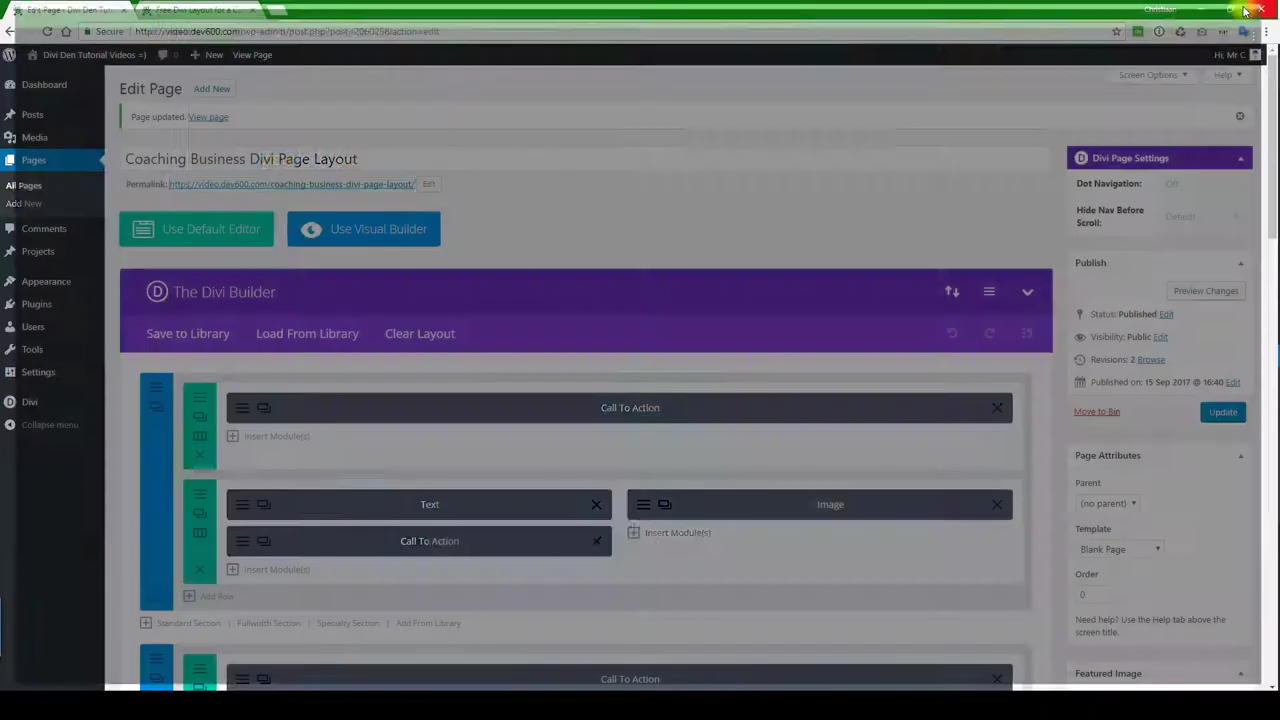 Edit Page ‹ Divi Den Tut
Free Divi Layout for a C
Christiaan
Secure https://video.dev600.com/wp-admin/post.php?post=2060258&action=edit
Divi Den Tutorial Videos =) 0 New View Page Hi, Mr C
Screen Options Help
Dashboard
Posts
Media
Pages
All Pages
Add New
Comments
Projects
Appearance
Plugins
Users
Tools
Settings
Divi
Collapse menu
Edit Page Add New
Page updated. View page
Coaching Business Divi Page Layout
Permalink: https://video.dev600.com/coaching-business-divi-page-layout/ Edit
Use Default Editor Use Visual Builder
The Divi Builder
Save to Library Load From Library Clear Layout
Call To Action
Insert Module(s)
Text
Call To Action
Insert Module(s)
Image
Insert Module(s)
Add Row
Standard Section | Fullwidth Section | Specialty Section | Add From Library
Call To Action
Divi Page Settings
Dot Navigation: Off
Hide Nav Before
Scroll:
Default
Publish
Preview Changes
Status: Published Edit
Visibility: Public Edit
Revisions: 2 Browse
Published on: 15 Sep 2017 @ 16:40 Edit
Move to Bin Update
Page Attributes
Parent
(no parent)
Template
Blank Page
Order
0
Need help? Use the Help tab above the
screen title.
Featured Image